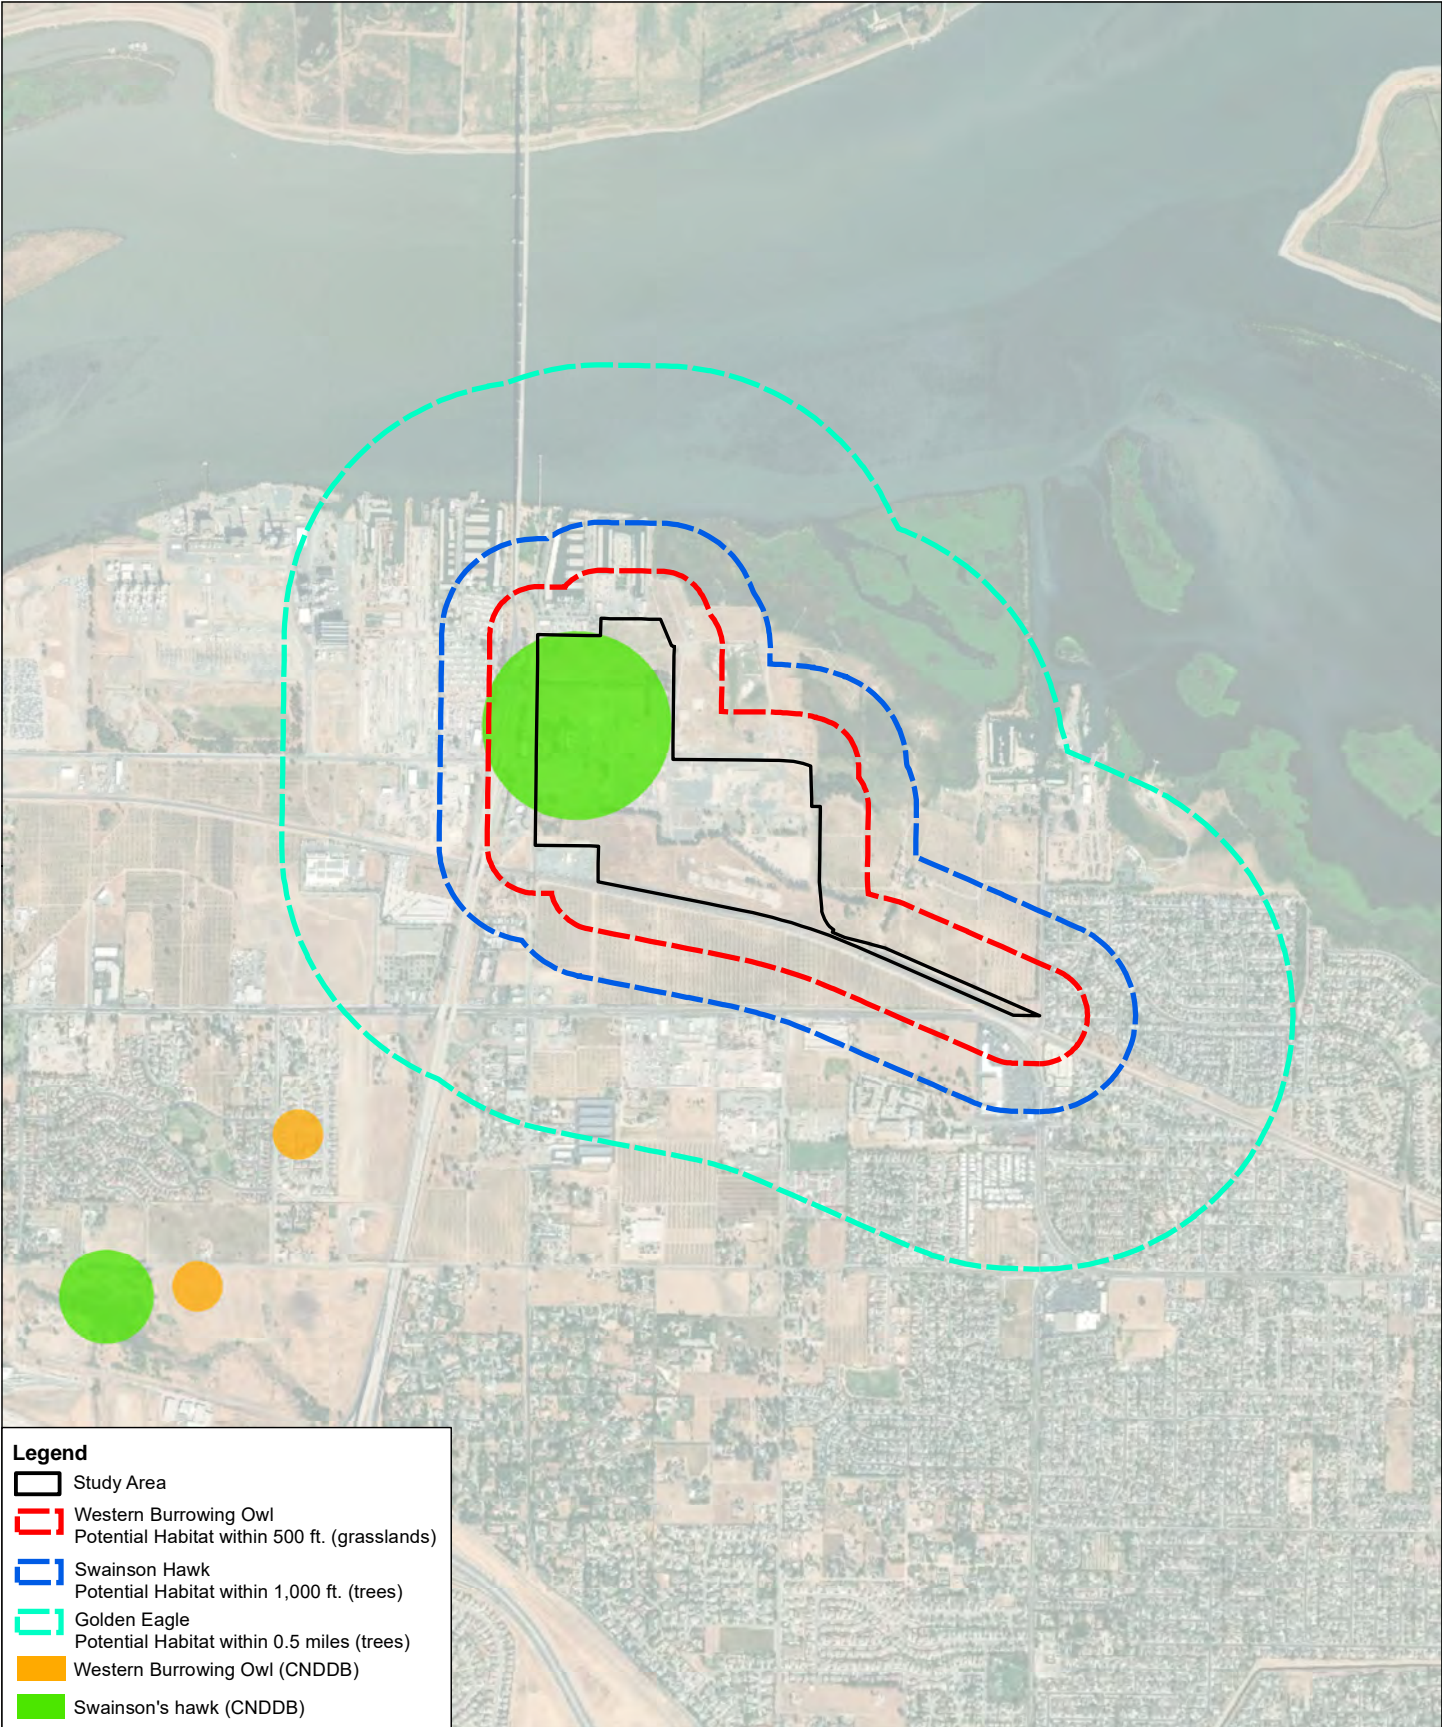 Legend
Study Area
Western Burrowing Owl
Potential Habitat within 500 ft. (grasslands)
Swainson Hawk
Potential Habitat within 1,000 ft. (trees)
Golden Eagle
Potential Habitat within 0.5 miles (trees)
Western Burrowing Owl (CNDDB)
Swainson's hawk (CNDDB)